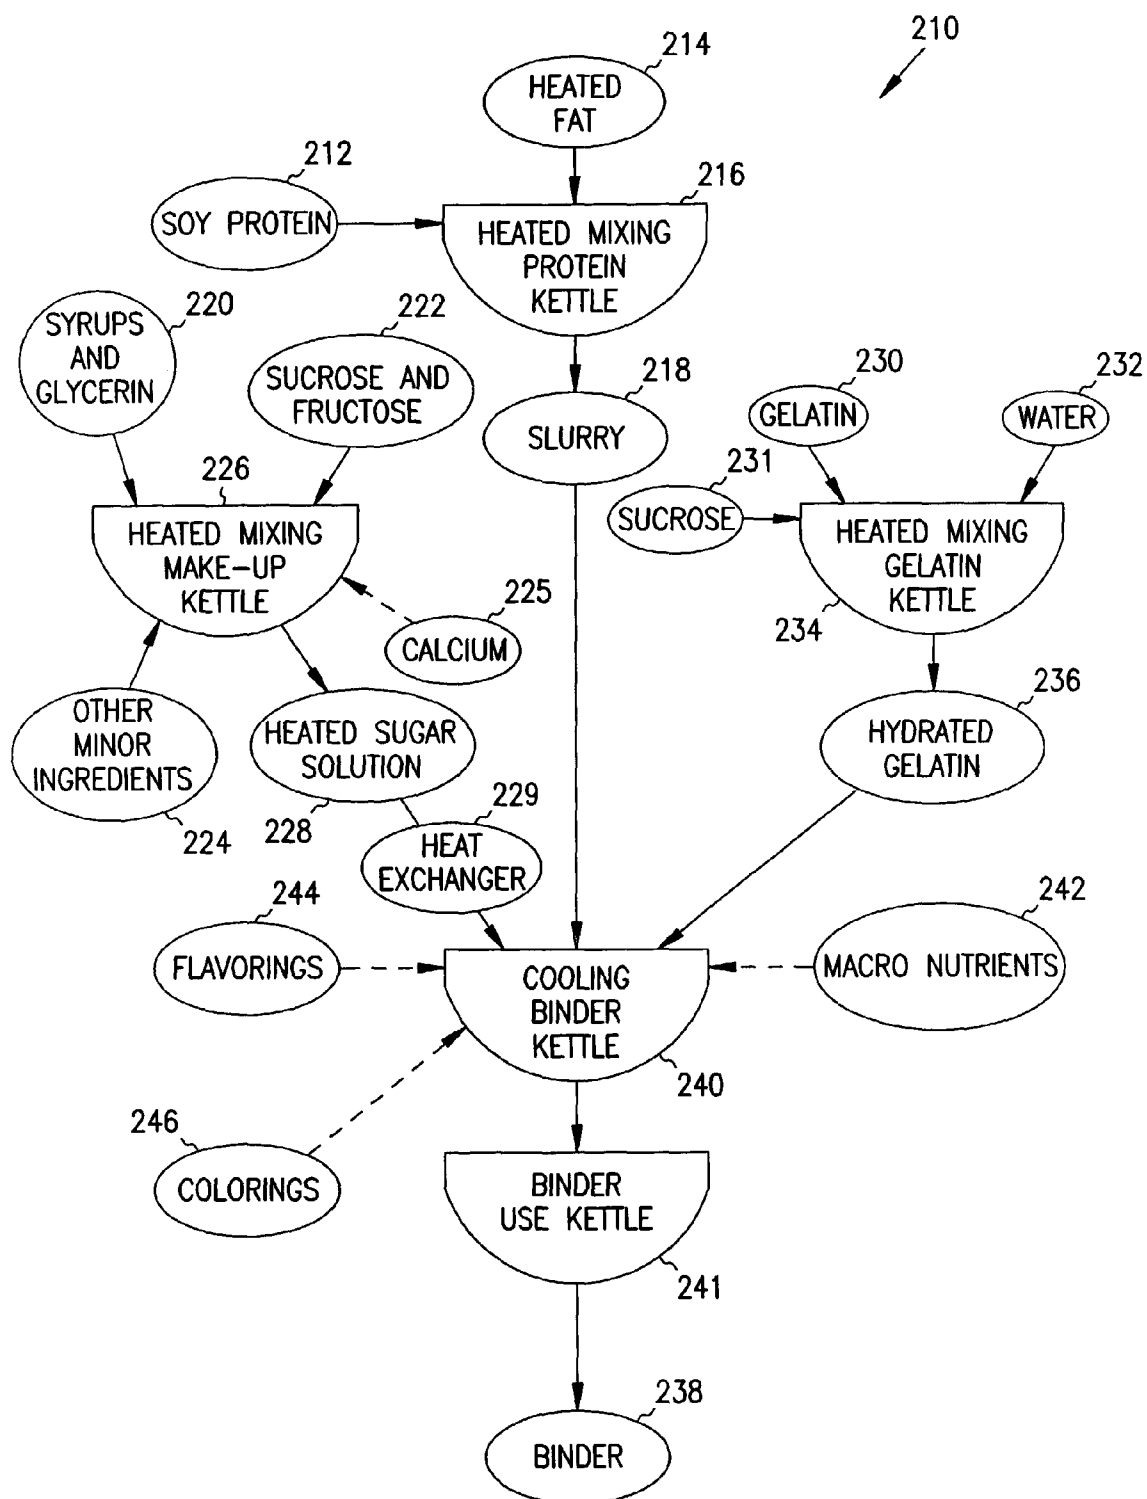 210
214
HEATED
FAT
212
SOY PROTEIN
216
HEATED MIXING
PROTEIN
KETTLE
220
SYRUPS
AND
GLYCERIN
222
SUCROSE AND
FRUCTOSE
218
SLURRY
230
GELATIN
232
WATER
231
SUCROSE
226
HEATED MIXING
MAKE-UP
KETTLE
HEATED MIXING
GELATIN
KETTLE
234
225
CALCIUM
OTHER
MINOR
INGREDIENTS
224
HEATED SUGAR
SOLUTION
228
236
HYDRATED
GELATIN
229
HEAT
EXCHANGER
244
FLAVORINGS
242
MACRO NUTRIENTS
COOLING
BINDER
KETTLE
240
246
COLORINGS
BINDER
USE KETTLE
241
238
BINDER